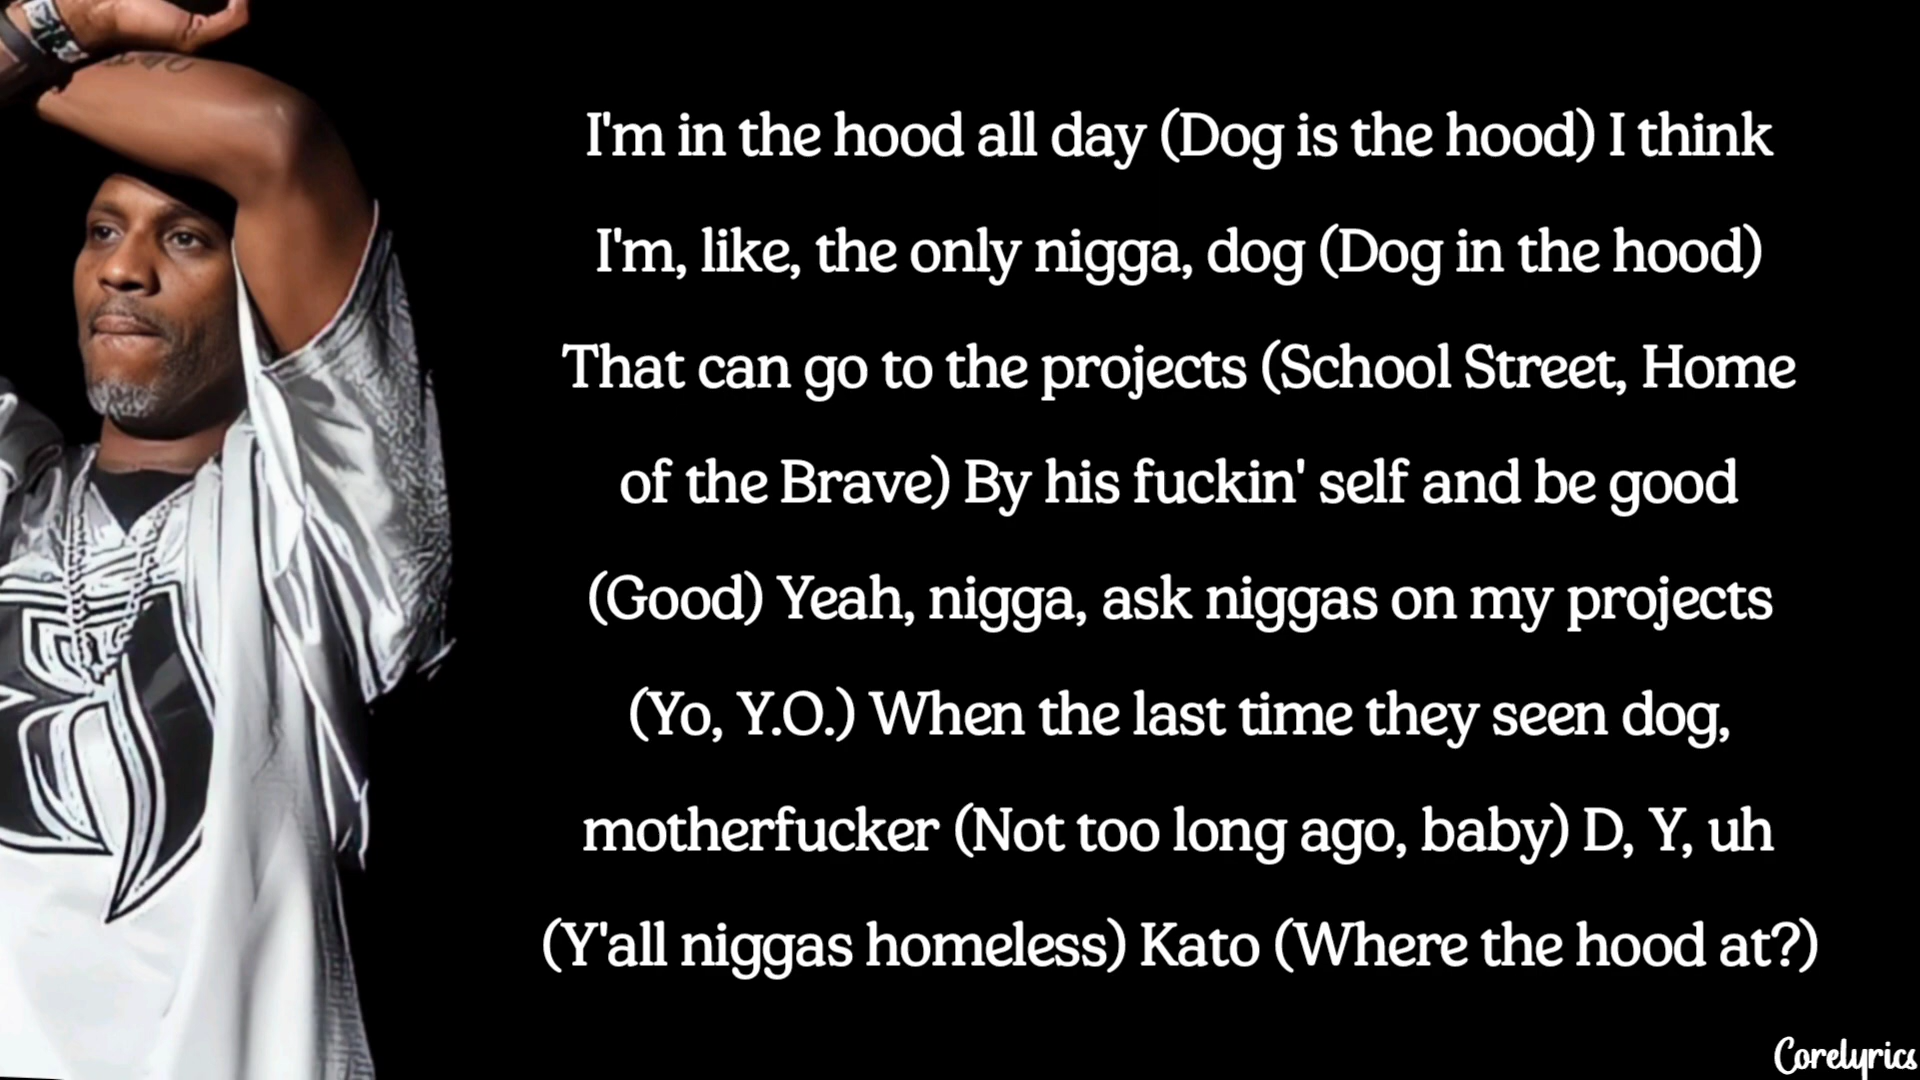 I'm in the hood all day (Dog is the hood) I think
I'm, like, the only nigga, dog (Dog in the hood)
That can go to the projects (School Street, Home
of the Brave) By his fuckin' self and be good
(Good) Yeah, nigga, ask niggas on my projects
(Yo, Y.O.) When the last time they seen dog,
motherfucker (Not too long ago, baby) D, Y, uh
(Y'all niggas homeless) Kato (Where the hood at?)
Corelyrics